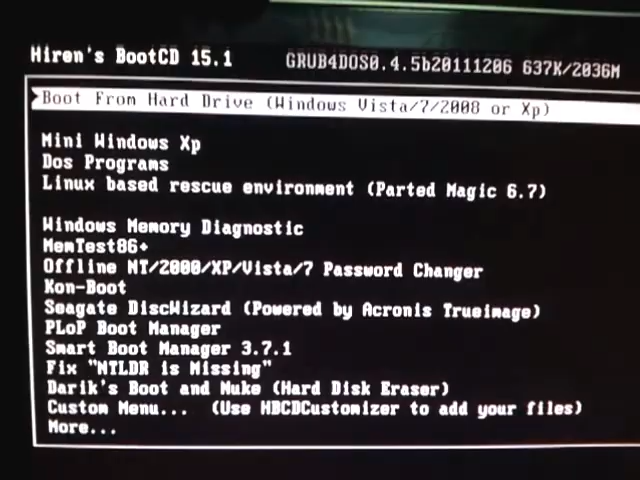 Hiren's BootCD 15.1 GRUB4DOS0.4.5b20111206 637K/2036M
Boot From Hard Drive (Windows Vista/7/2008 or Xp)
Mini Windows Xp
Dos Programs
Linux based rescue environment (Parted Magic 6.7)
Windows Memory Diagnostic
MemTest86+
Offline NT/2000/XP/Vista/7 Password Changer
Kon-Boot
Seagate DiscWizard (Powered by Acronis Trueimage)
PLoP Boot Manager
Smart Boot Manager 3.7.1
Fix "NTLDR is Missing"
Darik's Boot and Nuke (Hard Disk Eraser)
Custom Menu... (Use HBCDCustomizer to add your files)
More...